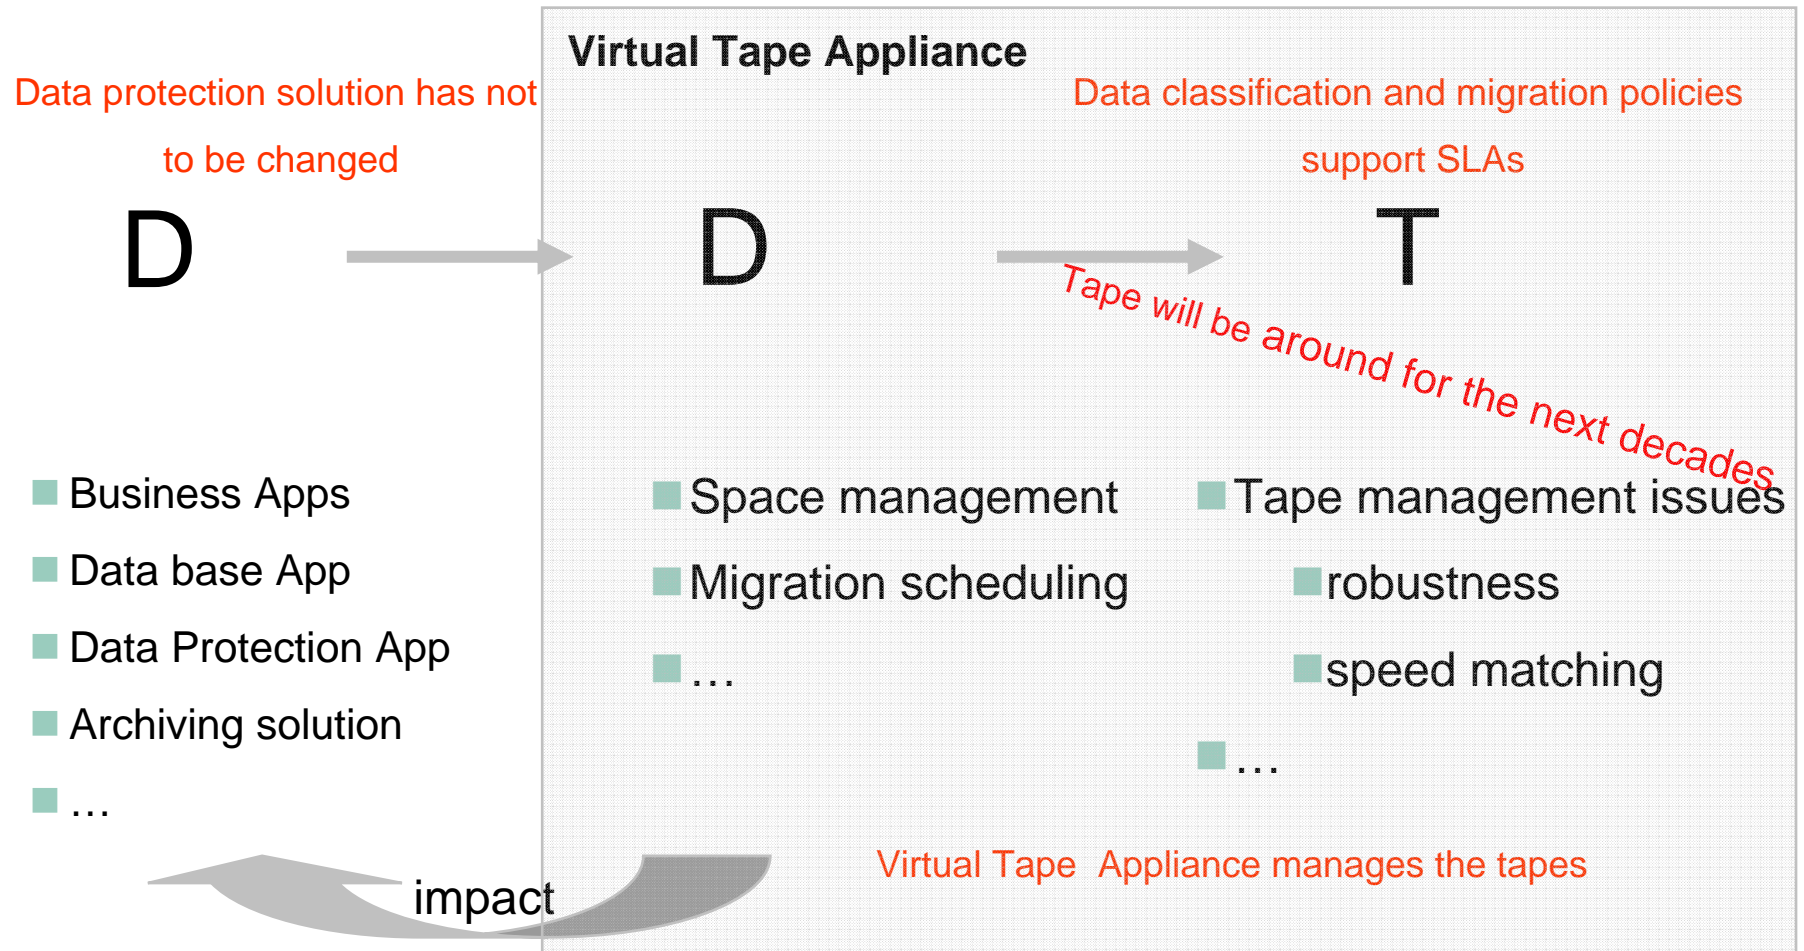 Virtual Tape Appliance
Data protection solution has not
to be changed
Data classification and migration policies
support SLAs
D
D
T
Tape will be around for the next decades
Business Apps
Data base App
Data Protection App
Archiving solution
…
Space management
Migration scheduling
…
Tape management issues
robustness
speed matching
…
impact
Virtual Tape Appliance manages the tapes